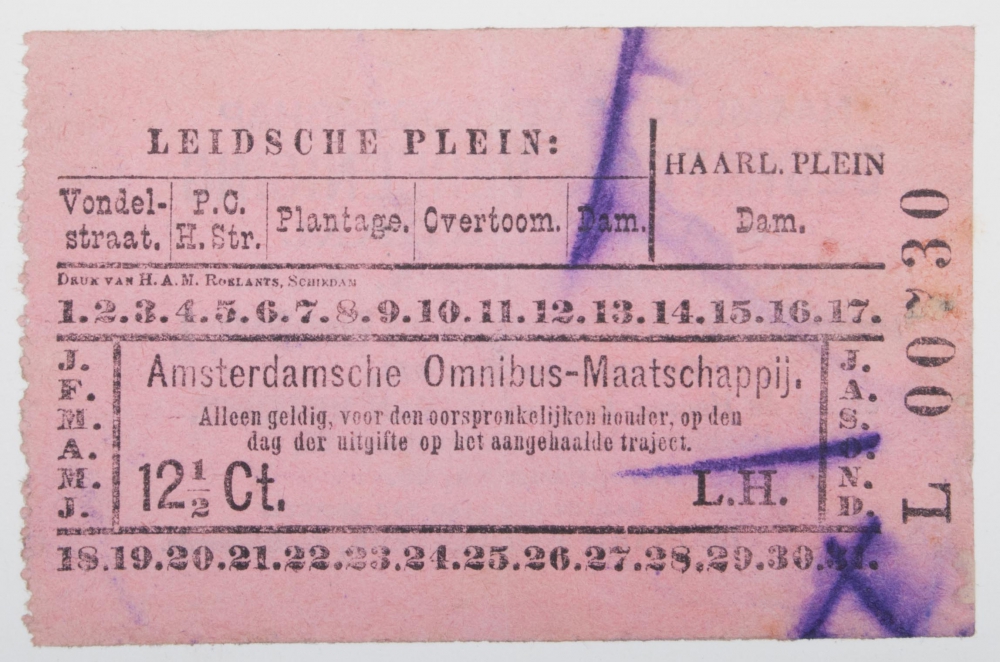 LEIDSCHE PLEIN:
HAARL. PLEIN
Vondel-
straat.
P.C.
H. Str.
Plantage.
Overtoom.
Dam.
Dam.
DRUK VAN H. A. M. ROELANTS, SCHIEDAM
1.2.3.4.5.6.7.8.9.10.11.12.13.14.15.16.17.
J.
F.
M.
A.
M.
J.
Amsterdamsche Omnibus-Maatschappij.
Alleen geldig, voor den oorspronkelijken houder, op den
dag der uitgifte op het aangehaalde traject.
12½ Ct.
L.H.
J.
A.
S.
O.
N.
D.
18.19.20.21.22.23.24.25.26.27.28.29.30.31.